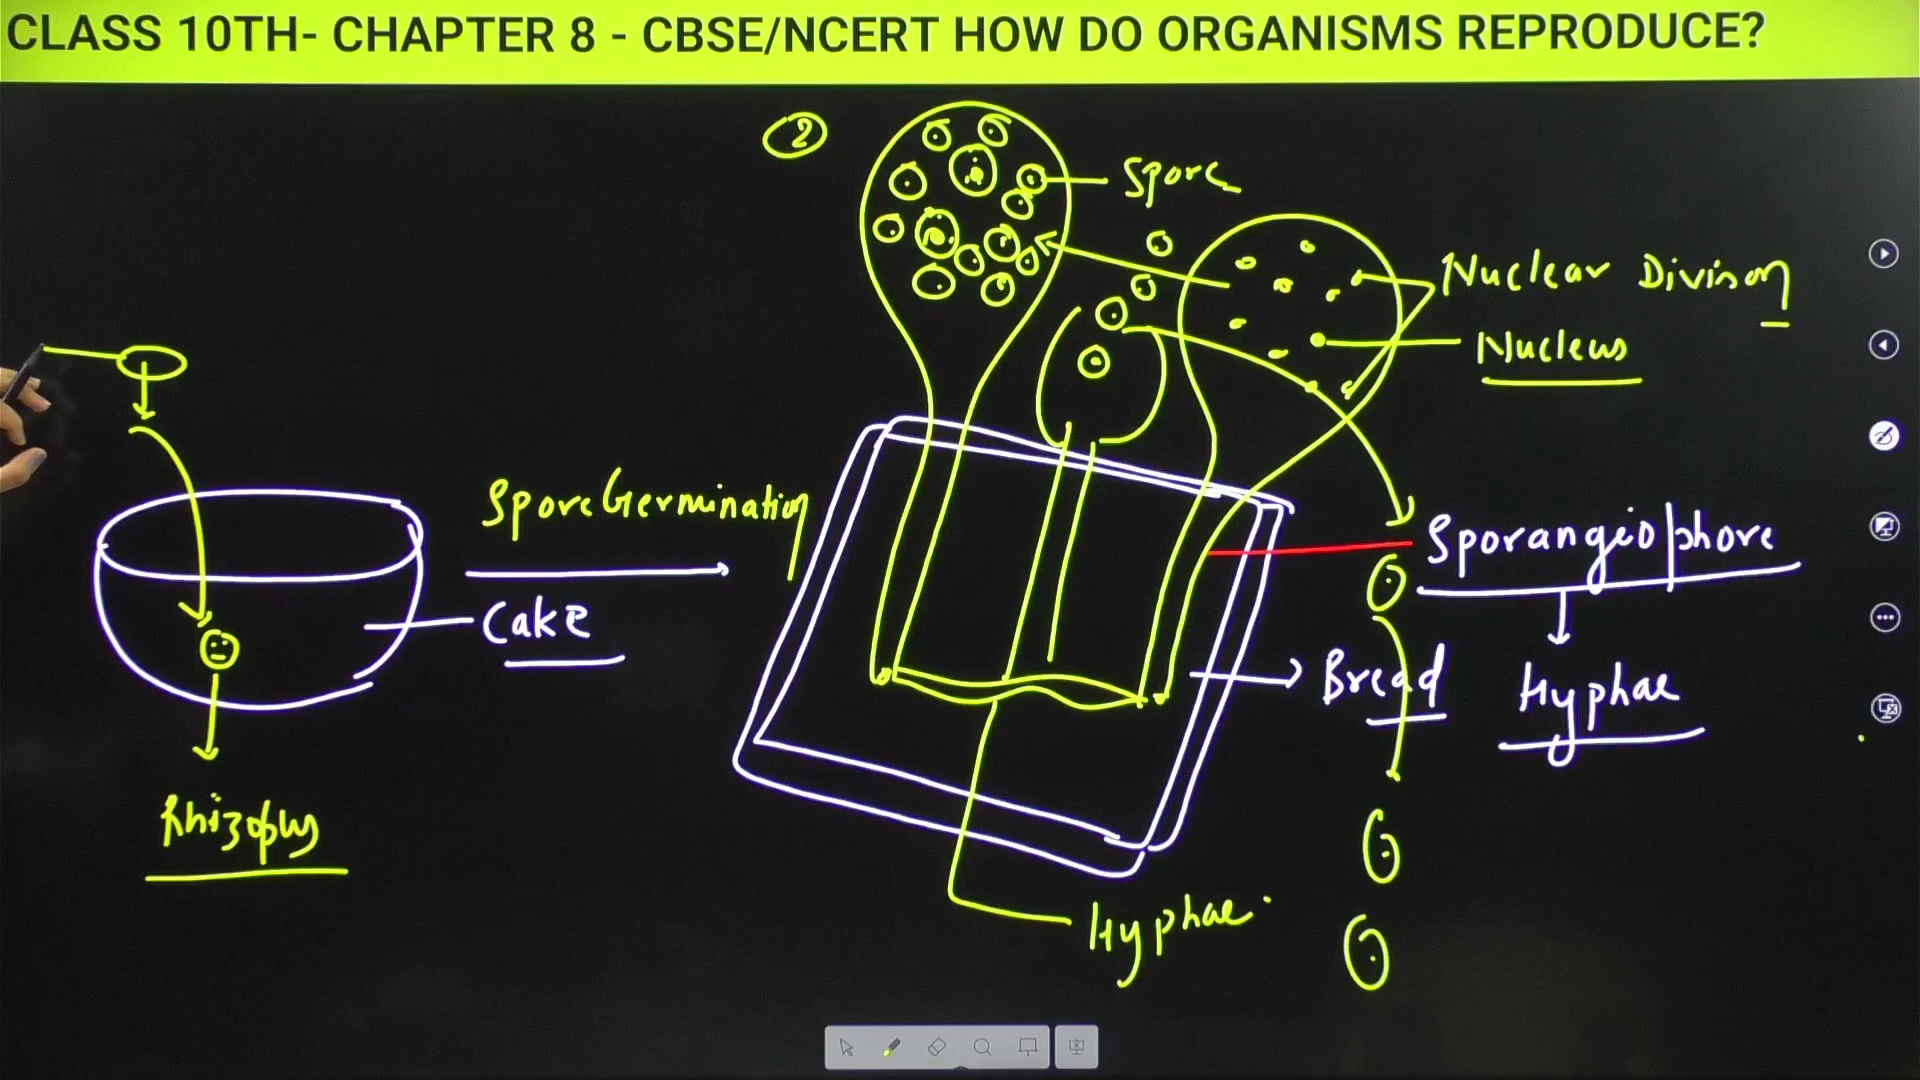 CLASS 10TH- CHAPTER 8 - CBSE/NCERT HOW DO ORGANISMS REPRODUCE?
2
Spore
Nuclear Divison
Nucleus
Spore Germination
Sporangiophore
Cake
Bread
Hyphae
Rhizopus
Hyphae